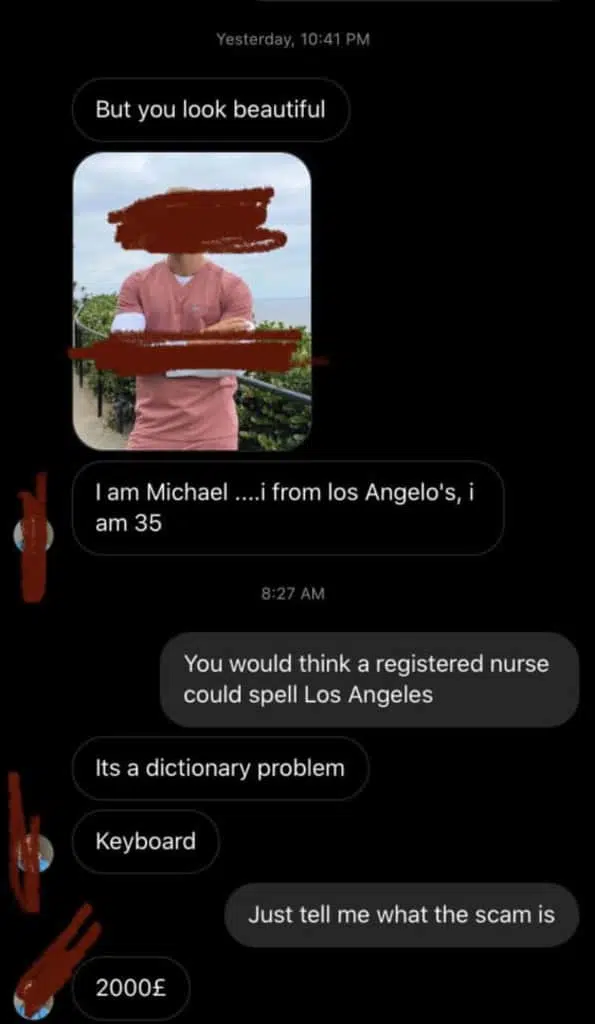 Yesterday, 10:41 PM
But you look beautiful
I am Michael ....i from los Angelo's, i
am 35
8:27 AM
You would think a registered nurse
could spell Los Angeles
Its a dictionary problem
Keyboard
Just tell me what the scam is
2000£